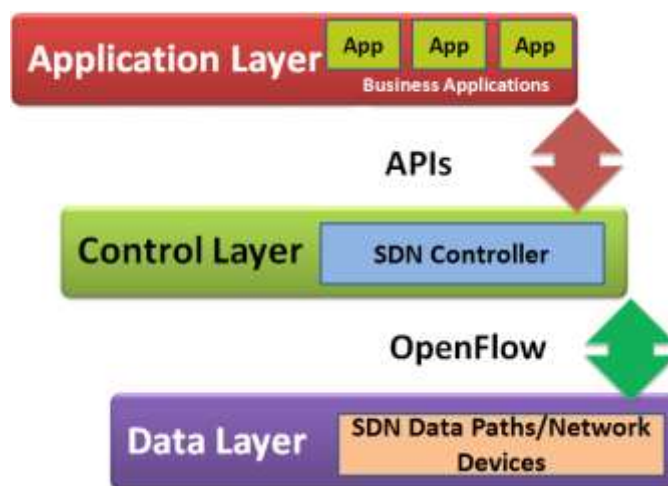 Application Layer
App App App
Business Applications
APIs
Control Layer
SDN Controller
OpenFlow
Data Layer
SDN Data Paths/Network
Devices